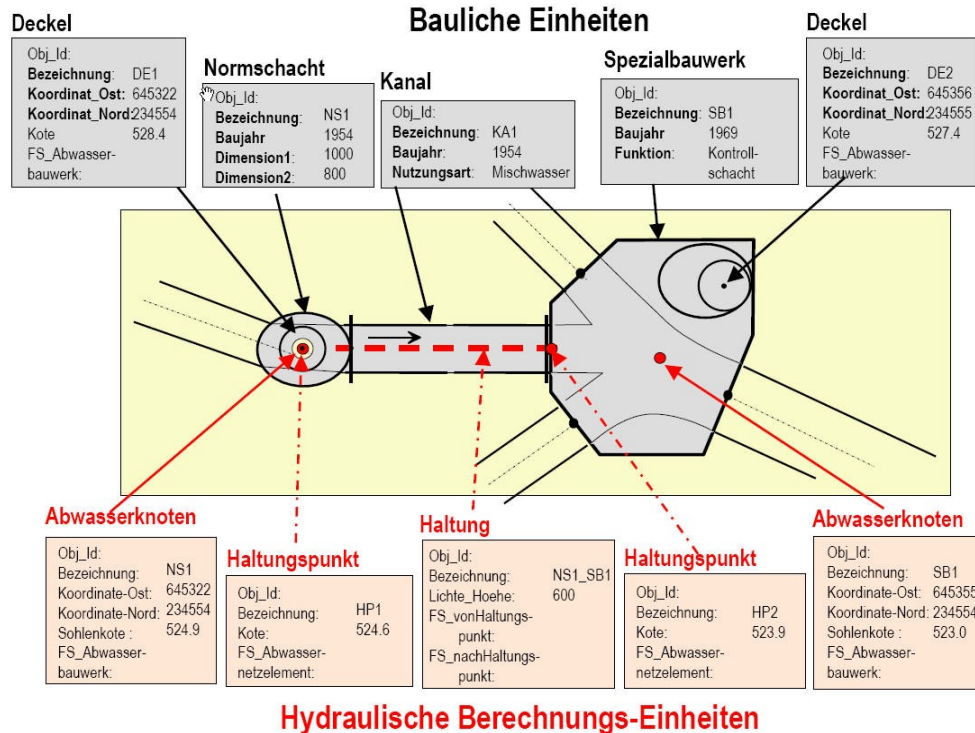 Bauliche Einheiten
Deckel
Obj_Id:
Bezeichnung: DE1
Koordinat_Ost: 645322
Koordinat_Nord: 234554
Kote 528.4
FS_Abwasser-
bauwerk:
Normschacht
Obj_Id:
Bezeichnung: NS1
Baujahr 1954
Dimension1: 1000
Dimension2: 800
Kanal
Obj_Id:
Bezeichnung: KA1
Baujahr: 1954
Nutzungsart: Mischwasser
Spezialbauwerk
Obj_Id:
Bezeichnung: SB1
Baujahr 1969
Funktion: Kontroll-
schacht
Deckel
Obj_Id:
Bezeichnung: DE2
Koordinat_Ost: 645356
Koordinat_Nord: 234555
Kote 527.4
FS_Abwasser-
bauwerk:
Abwasserknoten
Obj_Id:
Bezeichnung: NS1
Koordinate-Ost: 645322
Koordinate-Nord: 234554
Sohlenkote : 524.9
FS_Abwasser-
bauwerk:
Haltungspunkt
Obj_Id:
Bezeichnung: HP1
Kote: 524.6
FS_Abwasser-
netzelement:
Haltung
Obj_Id:
Bezeichnung: NS1_SB1
Lichte_Hoehe: 600
FS_vonHaltungs-
punkt:
FS_nachHaltungs-
punkt:
Haltungspunkt
Obj_Id:
Bezeichnung: HP2
Kote: 523.9
FS_Abwasser-
netzelement:
Abwasserknoten
Obj_Id:
Bezeichnung: SB1
Koordinate-Ost: 645355
Koordinate-Nord: 234554
Sohlenkote : 523.0
FS_Abwasser-
bauwerk:
Hydraulische Berechnungs-Einheiten